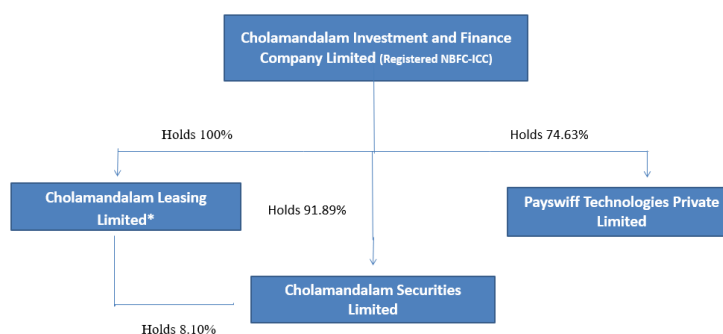 Cholamandalam Investment and Finance
Company Limited (Registered NBFC-ICC)
Holds 100%
Holds 74.63%
Cholamandalam Leasing
Limited*
Holds 91.89%
Payswiff Technologies Private
Limited
Cholamandalam Securities
Limited
Holds 8.10%